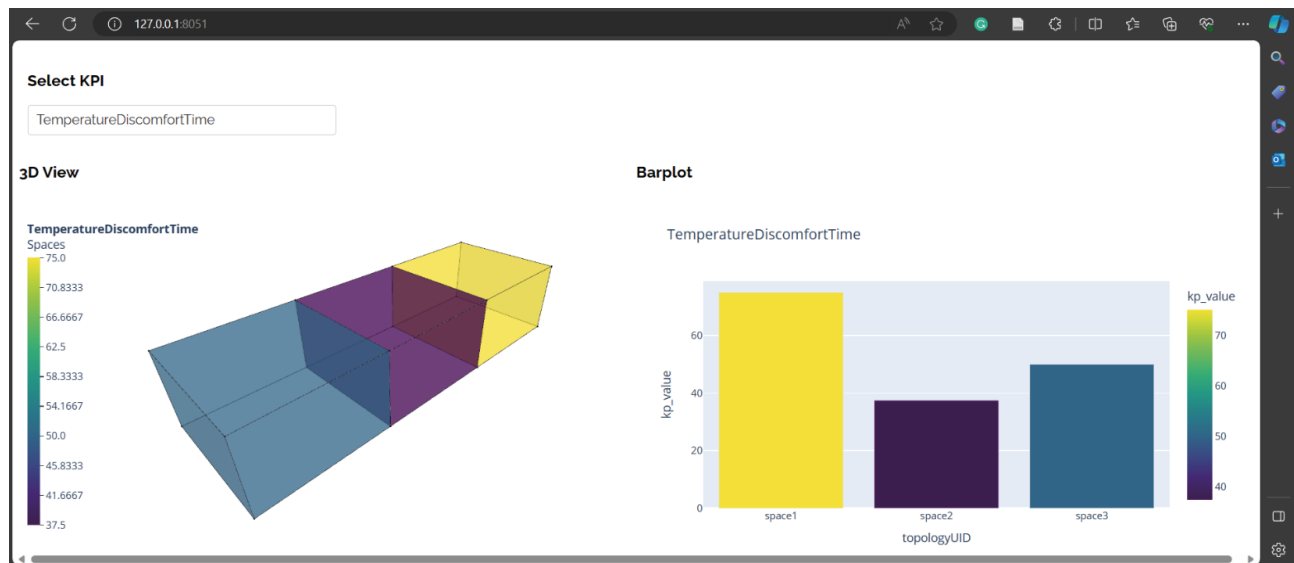 127.0.0.1:8051
Select KPI
TemperatureDiscomfortTime
3D View
Barplot
TemperatureDiscomfortTime
Spaces
75.0
70.8333
66.6667
62.5
58.3333
54.1667
50.0
45.8333
41.6667
37.5
TemperatureDiscomfortTime
kp_value
60
40
20
0
space1
space2
space3
topologyUID
kp_value
70
60
50
40